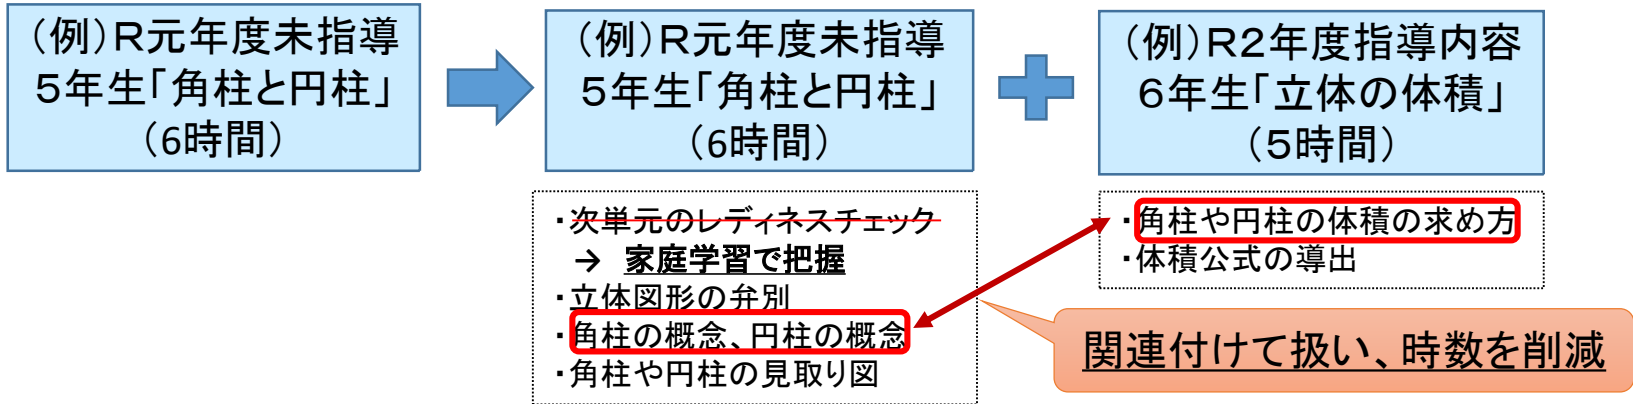 （例）Ｒ元年度未指導
５年生「角柱と円柱」
（6時間）
（例）Ｒ元年度未指導
５年生「角柱と円柱」
（6時間）
（例）Ｒ２年度指導内容
６年生「立体の体積」
（５時間）
・次単元のレディネスチェック
→ 家庭学習で把握
・立体図形の弁別
・角柱の概念、円柱の概念
・角柱や円柱の見取り図
・角柱や円柱の体積の求め方
・体積公式の導出
関連付けて扱い、時数を削減